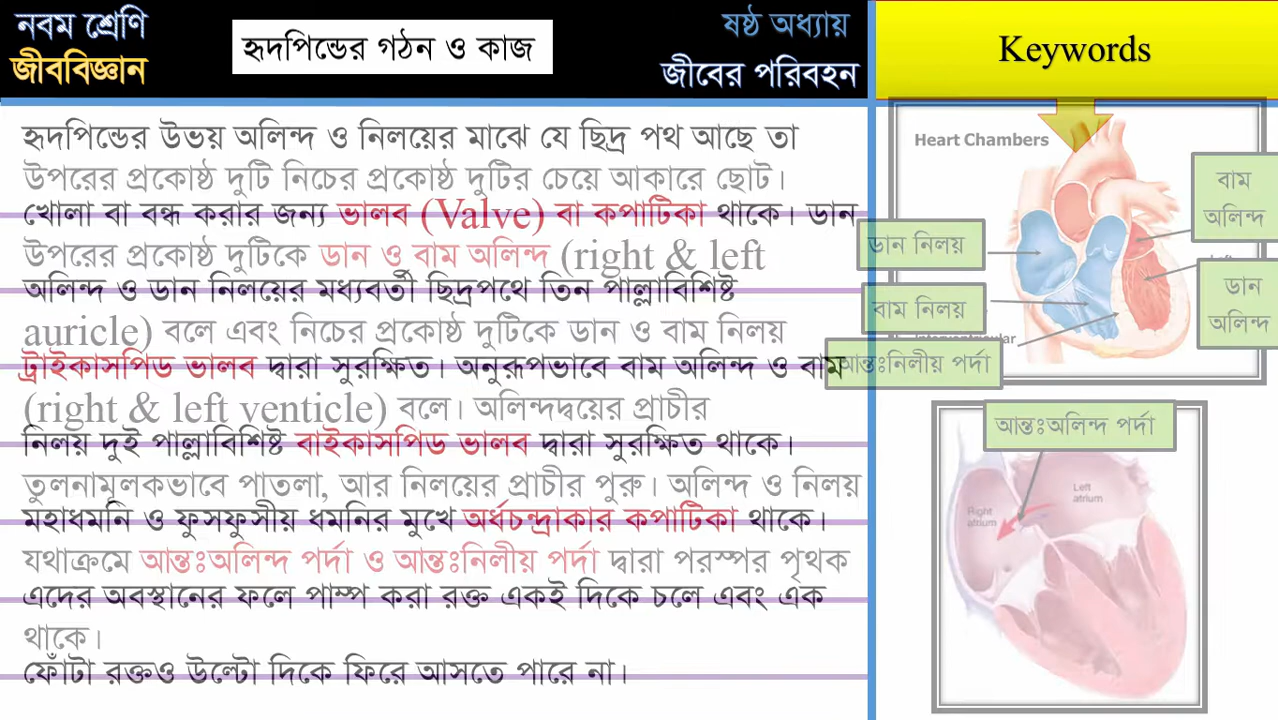 নবম শ্রেণি
জীববিজ্ঞান
হৃদপিন্ডের গঠন ও কাজ
ষষ্ঠ অধ্যায়
জীবের পরিবহন
হৃদপিন্ডের উভয় অলিন্দ ও নিলয়ের মাঝে যে ছিদ্র পথ আছে তা
উপরের প্রকোষ্ঠ দুটি নিচের প্রকোষ্ঠ দুটির চেয়ে আকারে ছোট।
খোলা বা বন্ধ করার জন্য ভালব (Valve) বা কপাটিকা থাকে। ডান
উপরের প্রকোষ্ঠ দুটিকে ডান ও বাম অলিন্দ (right & left
অলিন্দ ও ডান নিলয়ের মধ্যবর্তী ছিদ্রপথে তিন পাল্লাবিশিষ্ট
auricle) বলে এবং নিচের প্রকোষ্ঠ দুটিকে ডান ও বাম নিলয়
ট্রাইকাসপিড ভালব দ্বারা সুরক্ষিত। অনুরূপভাবে বাম অলিন্দ ও বাম
(right & left venticle) বলে। অলিন্দদ্বয়ের প্রাচীর
নিলয় দুই পাল্লাবিশিষ্ট বাইকাসপিড ভালব দ্বারা সুরক্ষিত থাকে।
তুলনামুলকভাবে পাতলা, আর নিলয়ের প্রাচীর পুরু। অলিন্দ ও নিলয়
মহাধমনি ও ফুসফুসীয় ধমনির মুখে অর্ধচন্দ্রাকার কপাটিকা থাকে।
যথাক্রমে আন্তঃঅলিন্দ পর্দা ও আন্তঃনিলীয় পর্দা দ্বারা পরস্পর পৃথক
এদের অবস্থানের ফলে পাম্প করা রক্ত একই দিকে চলে এবং এক
থাকে।
ফোঁটা রক্তও উল্টো দিকে ফিরে আসতে পারে না।
Keywords
Heart Chambers
বাম
অলিন্দ
ডান নিলয়
ডান
অলিন্দ
বাম নিলয়
আন্তঃনিলীয় পর্দা
আন্তঃঅলিন্দ পর্দা
Left
atrium
Right
atrium